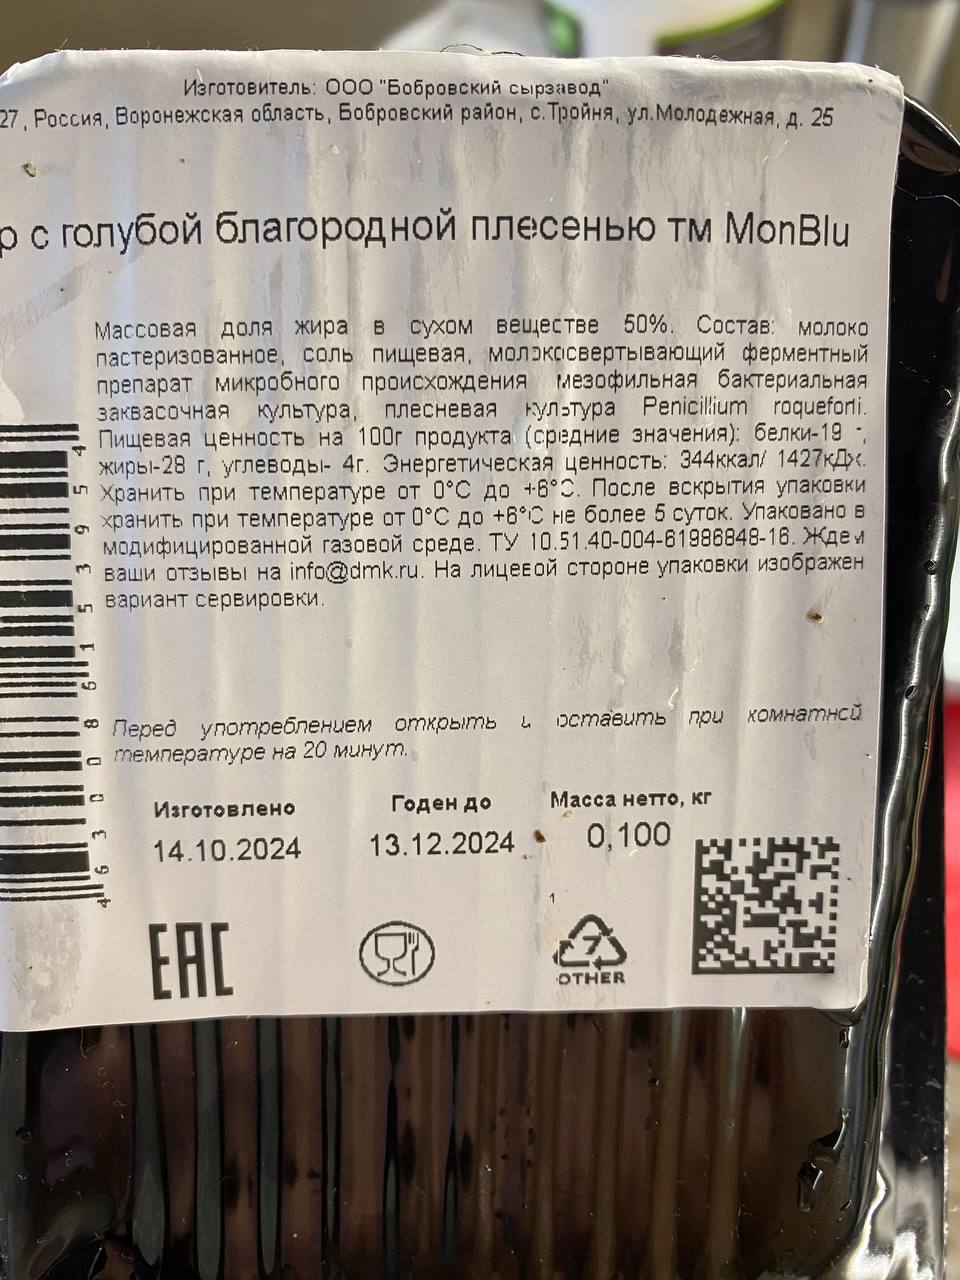 Изготовитель: ООО "Бобровский сырзавод"
27, Россия, Воронежская область, Бобровский район, с.Тройня, ул.Молодежная, д. 25
р с голубой благородной плесенью тм MonBlu
Массовая доля жира в сухом веществе 50%. Состав: молоко
пастеризованное, соль пищевая, молокосвертывающий ферментный
препарат микробного происхождения мезофильная бактериальная
заквасочная культура, плесневая культура Penicillium roqueforti.
Пищевая ценность на 100г продукта (средние значения): белки-19 г,
жиры-28 г, углеводы- 4г. Энергетическая ценность: 344ккал/ 1427кДж.
Хранить при температуре от 0°С до +6°С. После вскрытия упаковки
хранить при температуре от 0°С до +6°С не более 5 суток. Упаковано в
модифицированной газовой среде. ТУ 10.51.40-004-61986848-16. Ждем
ваши отзывы на info@dmk.ru. На лицевой стороне упаковки изображен
вариант сервировки.
Перед употреблением открыть и оставить при комнатной
температуре на 20 минут.
Изготовлено Годен до Масса нетто, кг
14.10.2024 13.12.2024 0,100
1
EAC
7
OTHER
4630086153954